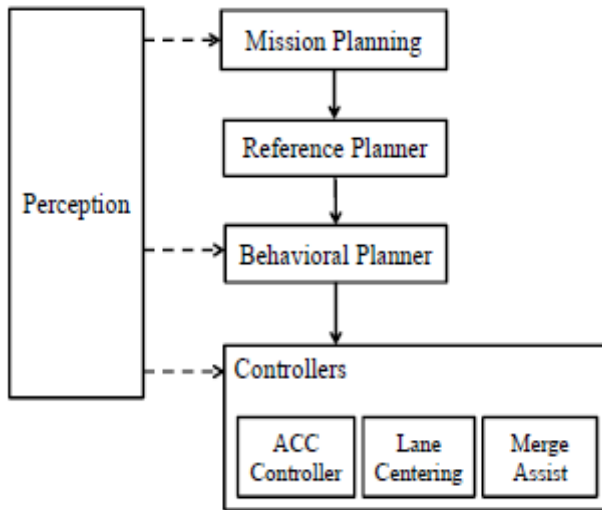 Mission Planning
Reference Planner
Perception
Behavioral Planner
Controllers
ACC
Controller
Lane
Centering
Merge
Assist